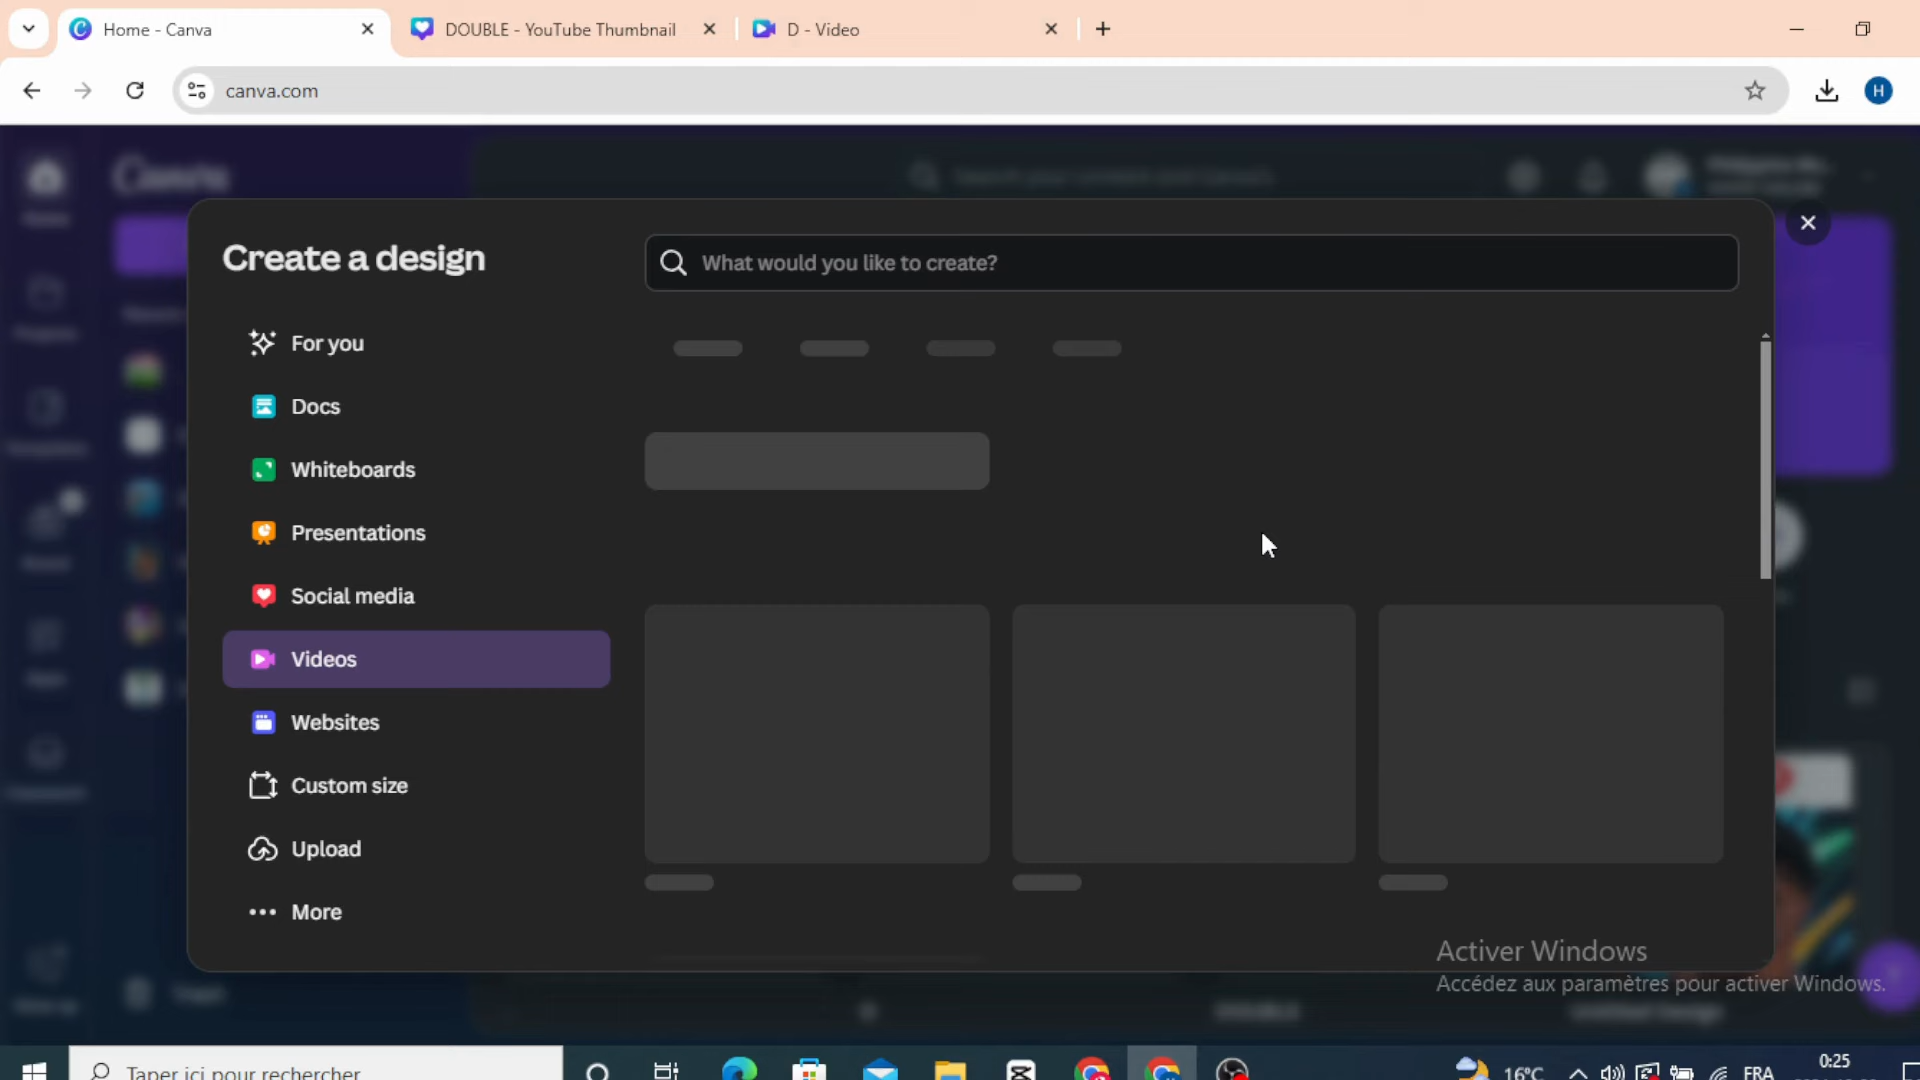 Home - Canva
DOUBLE - YouTube Thumbnail
D - Video
canva.com
H
Canva
Create a design
What would you like to create?
For you
Docs
Whiteboards
Presentations
Social media
Videos
Websites
Custom size
Upload
More
Activer Windows
Accédez aux paramètres pour activer Windows.
Taper ici pour rechercher
16°C
FRA
0:25